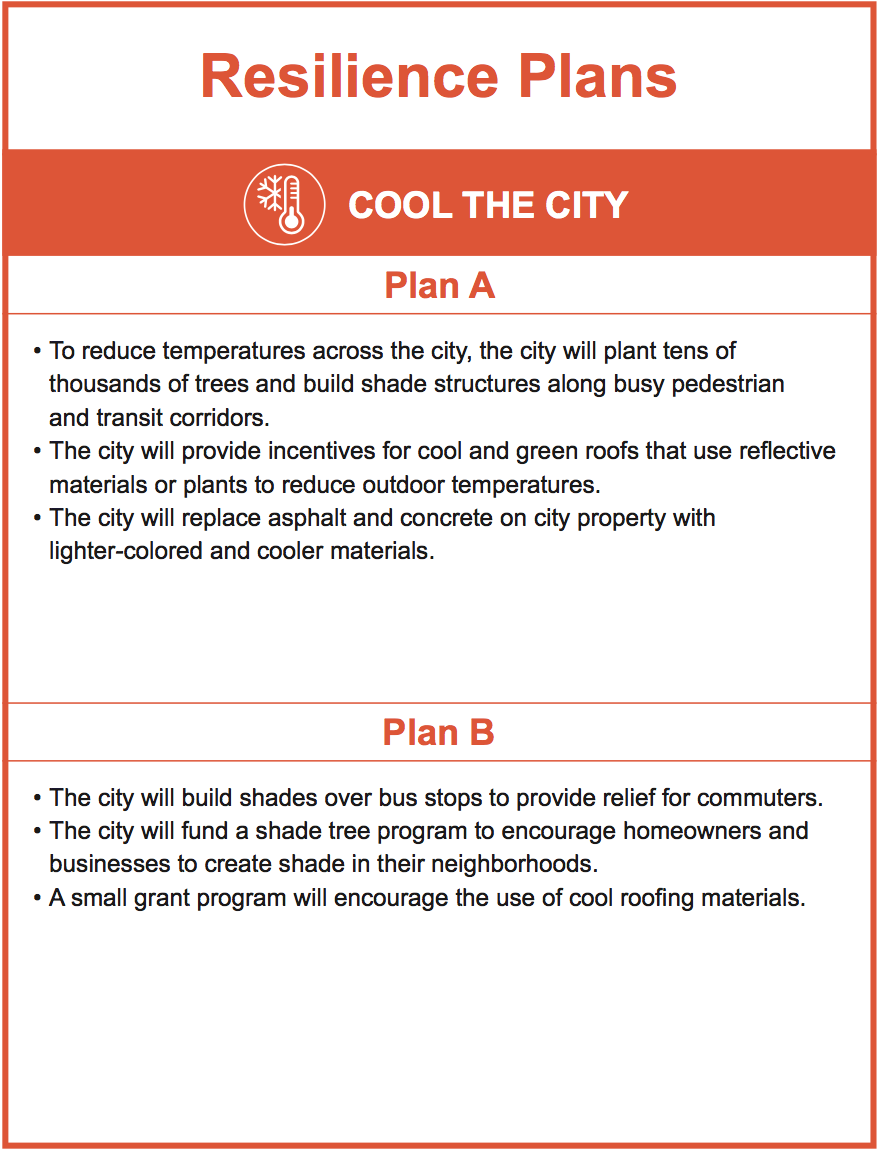 Resilience Plans
COOL THE CITY
Plan A
• To reduce temperatures across the city, the city will plant tens of
thousands of trees and build shade structures along busy pedestrian
and transit corridors.
• The city will provide incentives for cool and green roofs that use reflective
materials or plants to reduce outdoor temperatures.
• The city will replace asphalt and concrete on city property with
lighter-colored and cooler materials.
Plan B
• The city will build shades over bus stops to provide relief for commuters.
• The city will fund a shade tree program to encourage homeowners and
businesses to create shade in their neighborhoods.
• A small grant program will encourage the use of cool roofing materials.